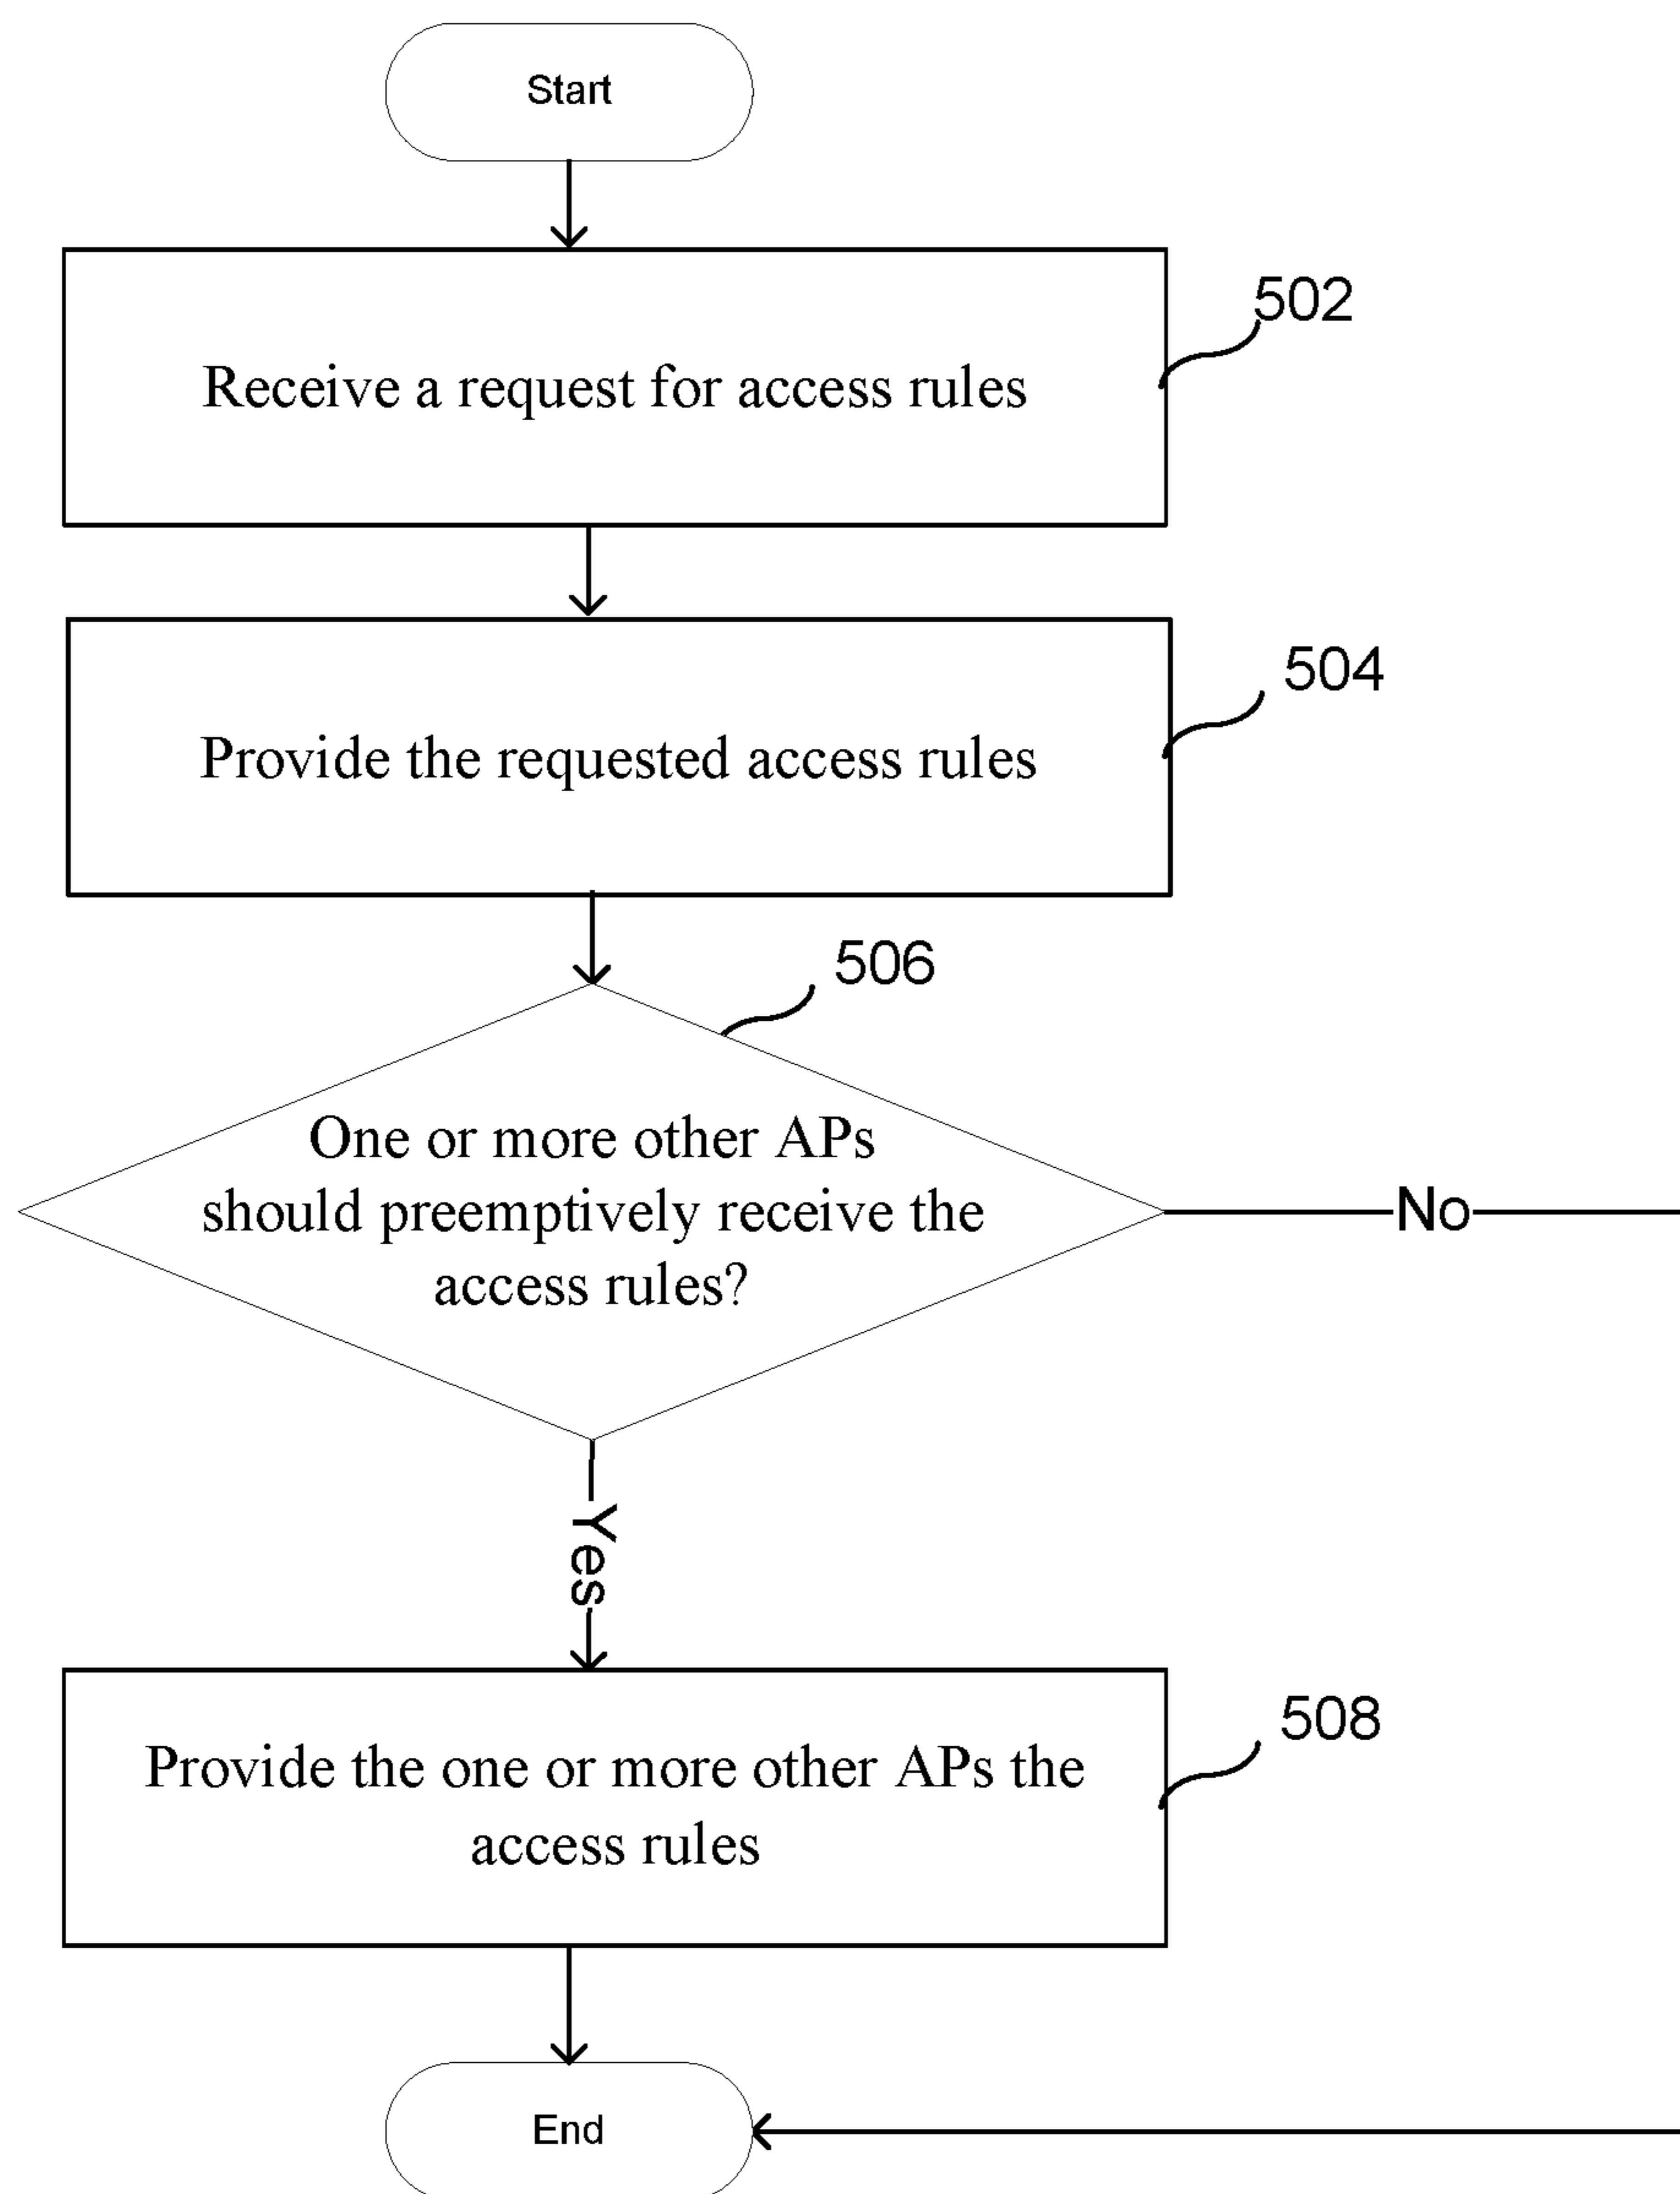 Start
502
Receive a request for access rules
504
Provide the requested access rules
506
One or more other APs
should preemptively receive the
access rules?
No
Yes
508
Provide the one or more other APs the
access rules
End